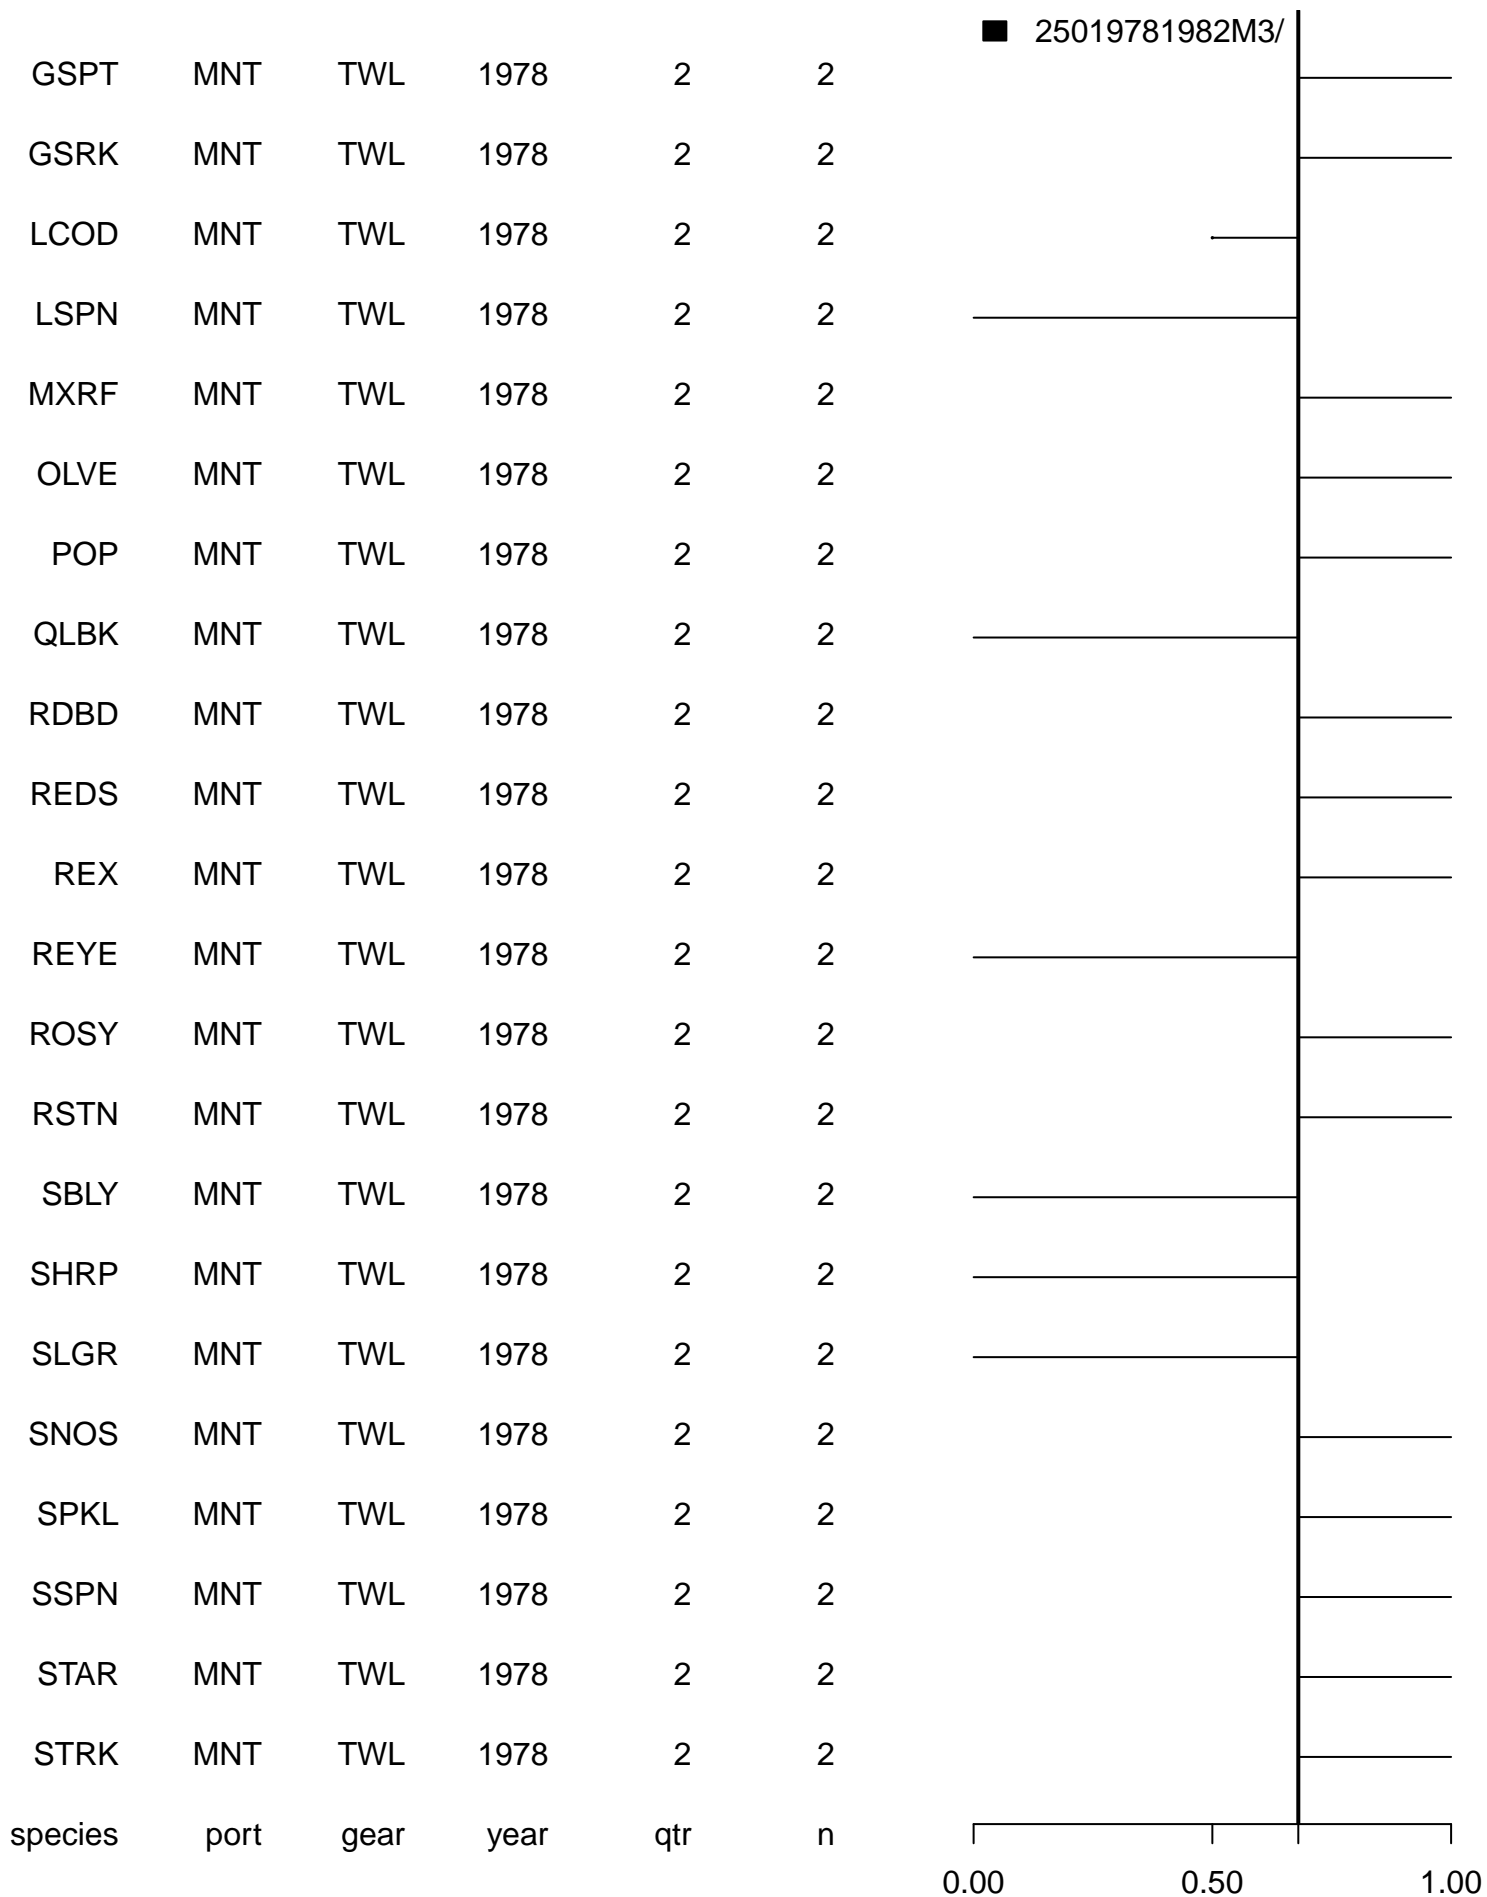 25019781982M3/
GSPT MNT TWL 1978 2 2
GSRK MNT TWL 1978 2 2
LCOD MNT TWL 1978 2 2
LSPN MNT TWL 1978 2 2
MXRF MNT TWL 1978 2 2
OLVE MNT TWL 1978 2 2
POP MNT TWL 1978 2 2
QLBK MNT TWL 1978 2 2
RDBD MNT TWL 1978 2 2
REDS MNT TWL 1978 2 2
REX MNT TWL 1978 2 2
REYE MNT TWL 1978 2 2
ROSY MNT TWL 1978 2 2
RSTN MNT TWL 1978 2 2
SBLY MNT TWL 1978 2 2
SHRP MNT TWL 1978 2 2
SLGR MNT TWL 1978 2 2
SNOS MNT TWL 1978 2 2
SPKL MNT TWL 1978 2 2
SSPN MNT TWL 1978 2 2
STAR MNT TWL 1978 2 2
STRK MNT TWL 1978 2 2
species port gear year qtr n
0.00 0.50 1.00